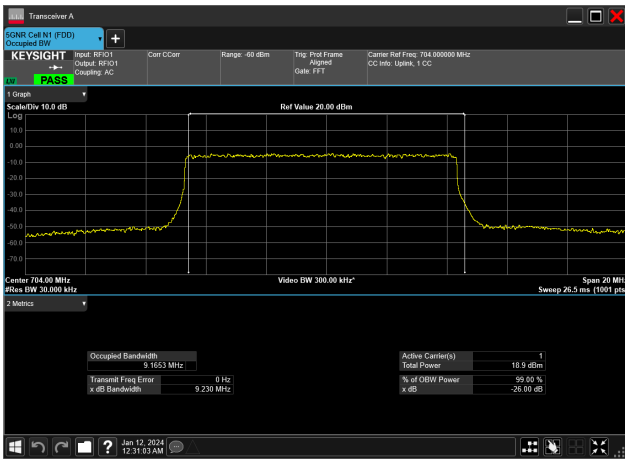 Transceiver A
5GNR Cell N1 (FDD)
Occupied BW
KEYSIGHT
LXI
PASS
Input: RFIO1
Output: RFIO1
Coupling: AC
Corr CCorr
Range: -60 dBm
Trig: Prot Frame
Aligned
Gate: FFT
Carrier Ref Freq: 704.000000 MHz
CC Info: Uplink, 1 CC
1 Graph
Scale/Div 10.0 dB
Ref Value 20.00 dBm
Log
10.0
0.00
-10.0
-20.0
-30.0
-40.0
-50.0
-60.0
-70.0
Center 704.00 MHz
Video BW 300.00 kHz*
Span 20 MH
#Res BW 30.000 kHz
Sweep 26.5 ms (1001 pts
2 Metrics
Occupied Bandwidth
9.1653 MHz
Transmit Freq Error 0 Hz
x dB Bandwidth 9.230 MHz
Active Carrier(s) 1
Total Power 18.9 dBm
% of OBW Power 99.00 %
x dB -26.00 dB
Jan 12, 2024
12:31:03 AM